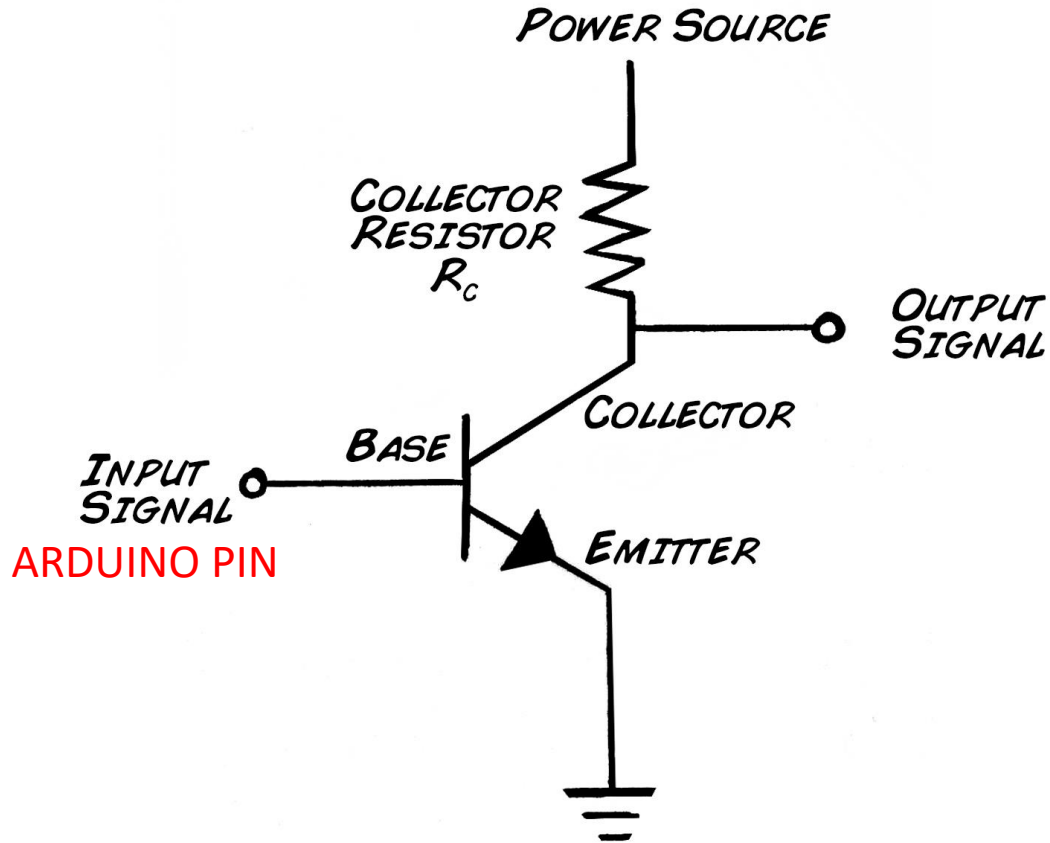 POWER SOURCE
COLLECTOR
RESISTOR
Rc
OUTPUT
SIGNAL
COLLECTOR
BASE
INPUT
SIGNAL
ARDUINO PIN
EMITTER